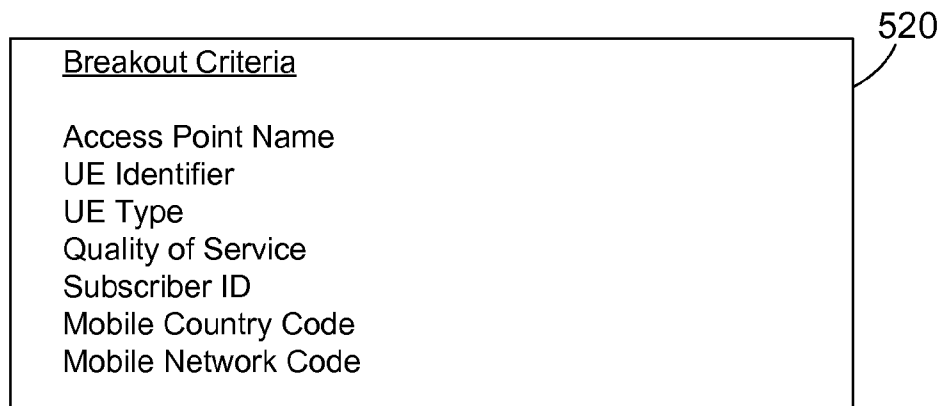 520
Breakout Criteria
Access Point Name
UE Identifier
UE Type
Quality of Service
Subscriber ID
Mobile Country Code
Mobile Network Code